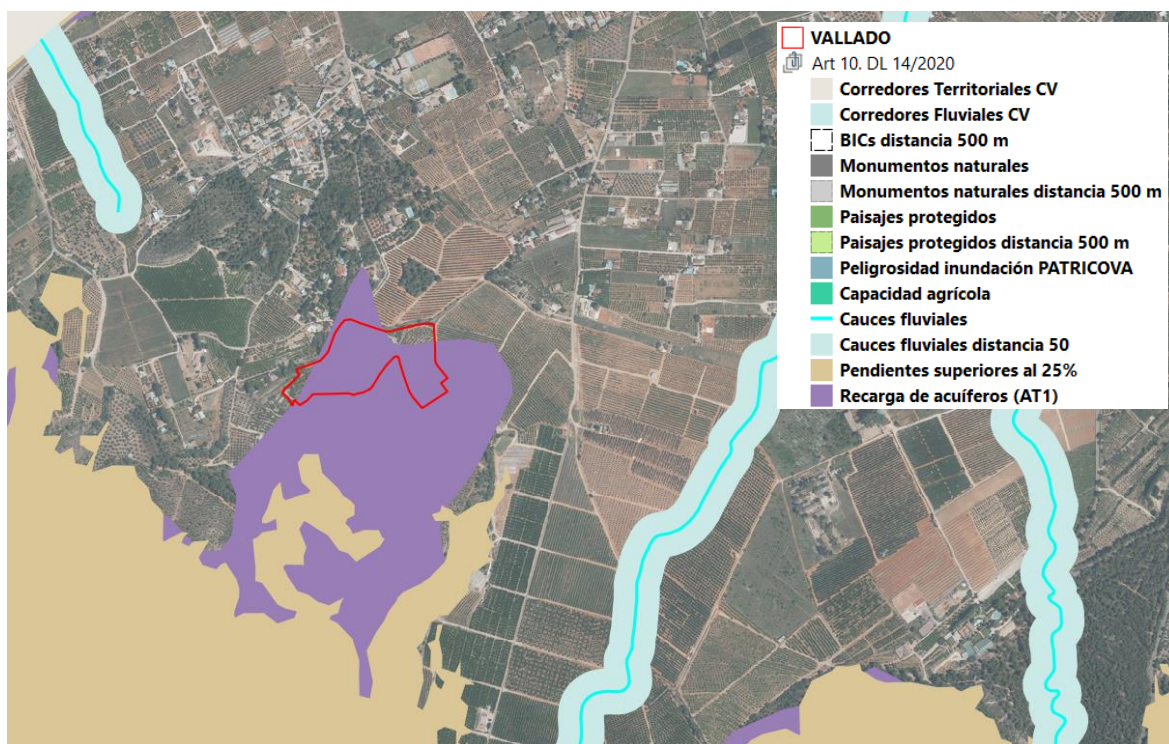 VALLADO
Art 10. DL 14/2020
Corredores Territoriales CV
Corredores Fluviales CV
BICs distancia 500 m
Monumentos naturales
Monumentos naturales distancia 500 m
Paisajes protegidos
Paisajes protegidos distancia 500 m
Peligrosidad inundación PATRICOVA
Capacidad agrícola
Cauces fluviales
Cauces fluviales distancia 50
Pendientes superiores al 25%
Recarga de acuíferos (AT1)